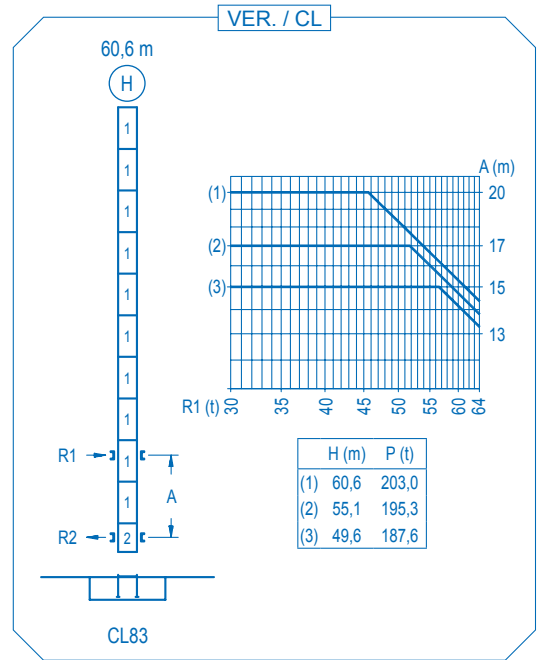 VER. / CL
60,6 m
H
1
1
1
1
1
1
1
1
1
1
2
R1
A
R2
CL83
A (m)
(1) 20
(2) 17
(3) 15
13
R1 (t) 30 35 40 45 50 55 60 64
H (m) P (t)
(1) 60,6 203,0
(2) 55,1 195,3
(3) 49,6 187,6